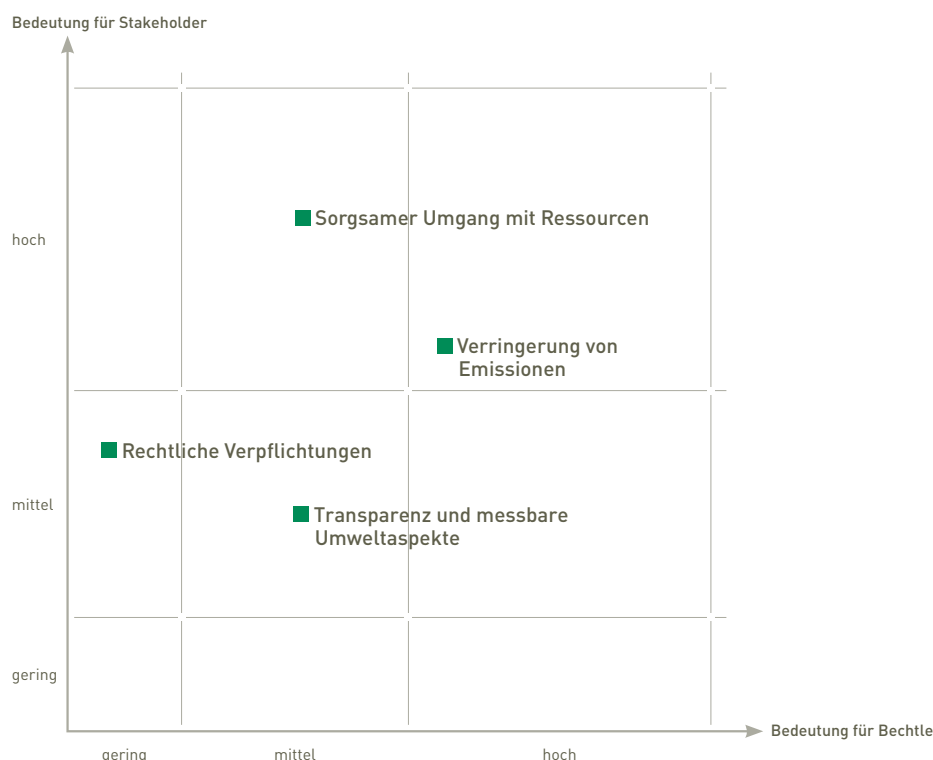 Bedeutung für Stakeholder
Sorgsamer Umgang mit Ressourcen
hoch
Verringerung von
Emissionen
Rechtliche Verpflichtungen
mittel
Transparenz und messbare
Umweltaspekte
gering
Bedeutung für Bechtle
gering
mittel
hoch